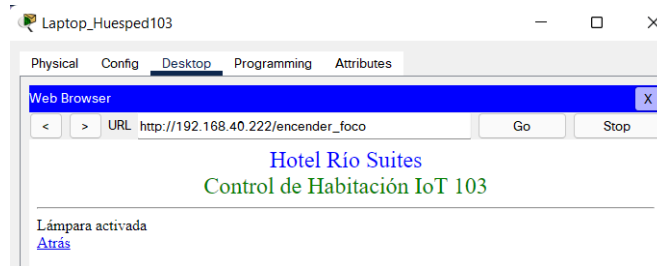 Laptop_Huesped103
Physical Config Desktop Programming Attributes
Web Browser X
< > URL http://192.168.40.222/encender_foco Go Stop
Hotel Río Suites
Control de Habitación IoT 103
Lámpara activada
Atrás